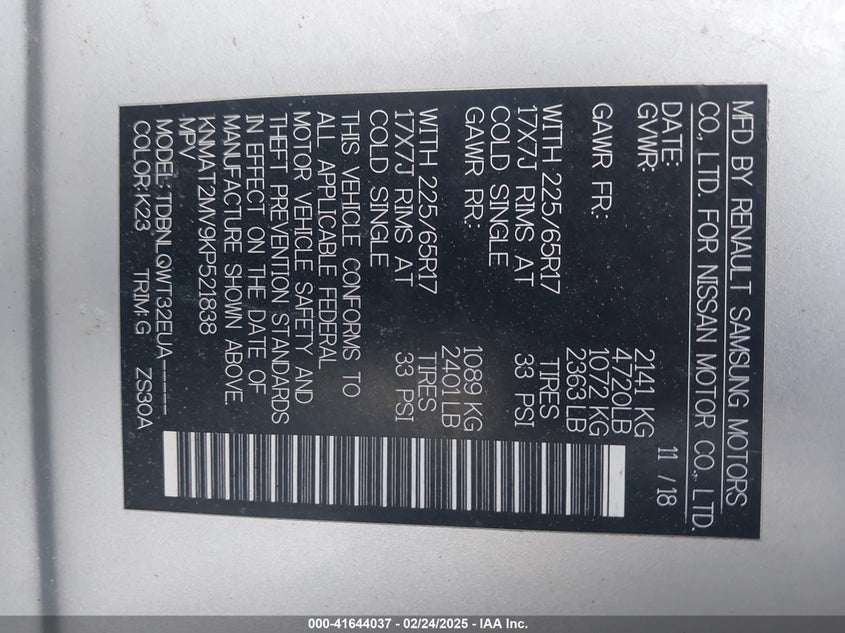 MFD BY RENAULT SAMSUNG MOTORS
CO., LTD. FOR NISSAN MOTOR CO., LTD.
DATE: 11 / 18
GVWR: 2141 KG
4720LB
GAWR FR.: 1072 KG
2363 LB
WITH 225/65R17 TIRES
17X7J RIMS AT 33 PSI
COLD SINGLE
GAWR RR.: 1089 KG
2401 LB
WITH 225/65R17 TIRES
17X7J RIMS AT 33 PSI
COLD SINGLE
THIS VEHICLE CONFORMS TO
ALL APPLICABLE FEDERAL
MOTOR VEHICLE SAFETY AND
THEFT PREVENTION STANDARDS
IN EFFECT ON THE DATE OF
MANUFACTURE SHOWN ABOVE.
KNMAT2MV9KP521838
MPV
MODEL: TDBNLQWT32EUA-----
COLOR: K23 TRIM: G ZS30A
000-41644037 - 02/24/2025 - IAA Inc.